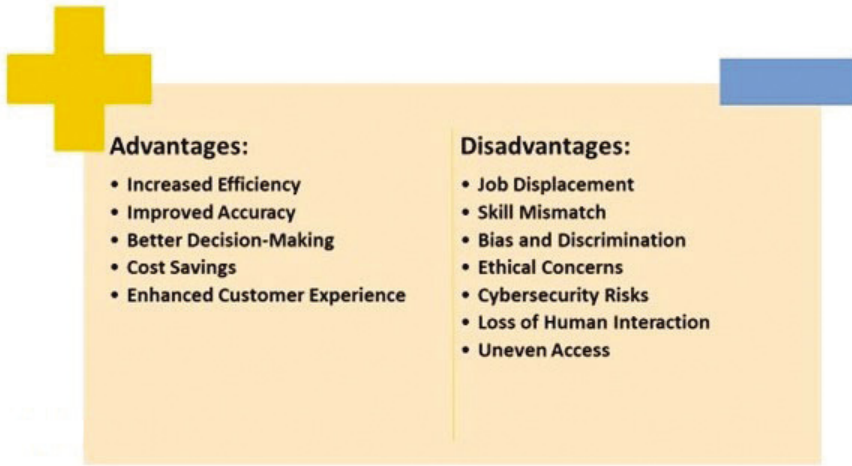 Advantages:
• Increased Efficiency
• Improved Accuracy
• Better Decision-Making
• Cost Savings
• Enhanced Customer Experience
Disadvantages:
• Job Displacement
• Skill Mismatch
• Bias and Discrimination
• Ethical Concerns
• Cybersecurity Risks
• Loss of Human Interaction
• Uneven Access